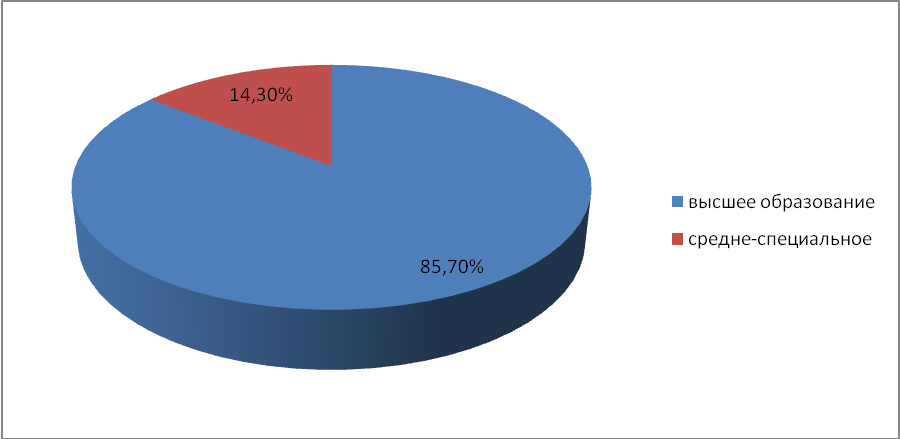 14,30%
85,70%
высшее образование
средне-специальное